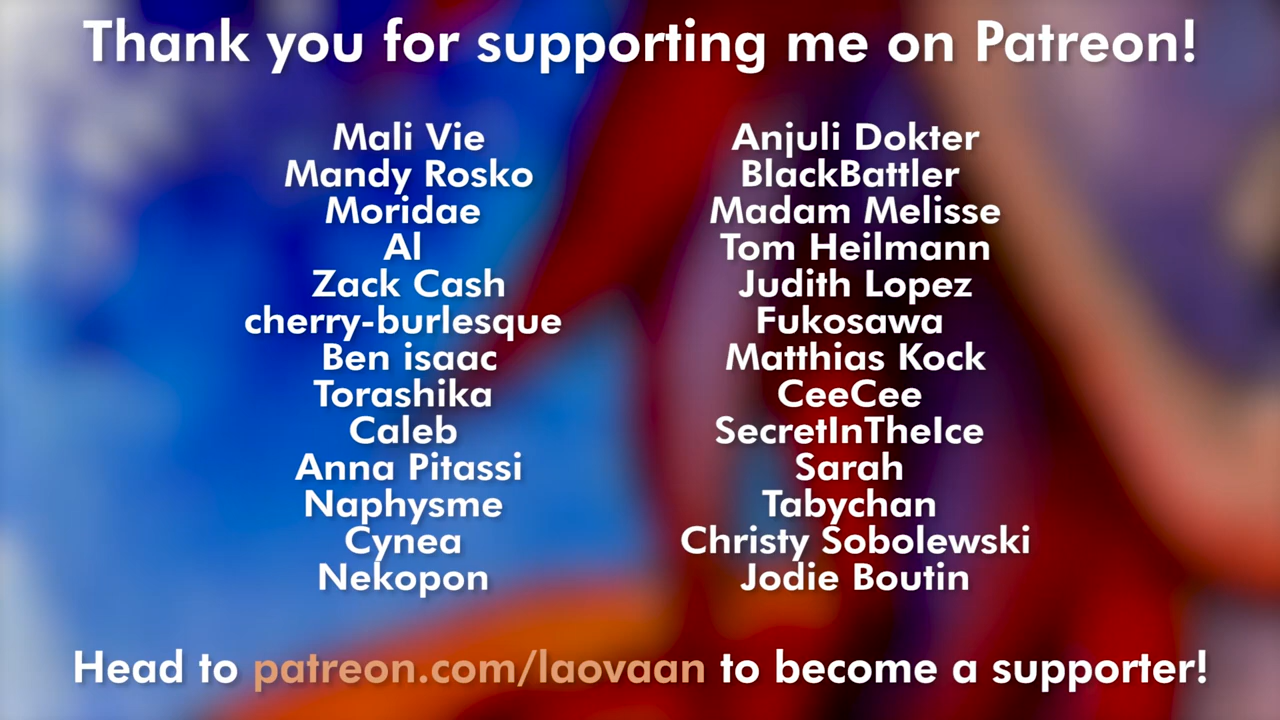 Thank you for supporting me on Patreon!
Mali Vie
Mandy Rosko
Moridae
Al
Zack Cash
cherry-burlesque
Ben isaac
Torashika
Caleb
Anna Pitassi
Naphysme
Cynea
Nekopon
Anjuli Dokter
BlackBattler
Madam Melisse
Tom Heilmann
Judith Lopez
Fukosawa
Matthias Kock
CeeCee
SecretInTheIce
Sarah
Tabychan
Christy Sobolewski
Jodie Boutin
Head to patreon.com/laovaan to become a supporter!